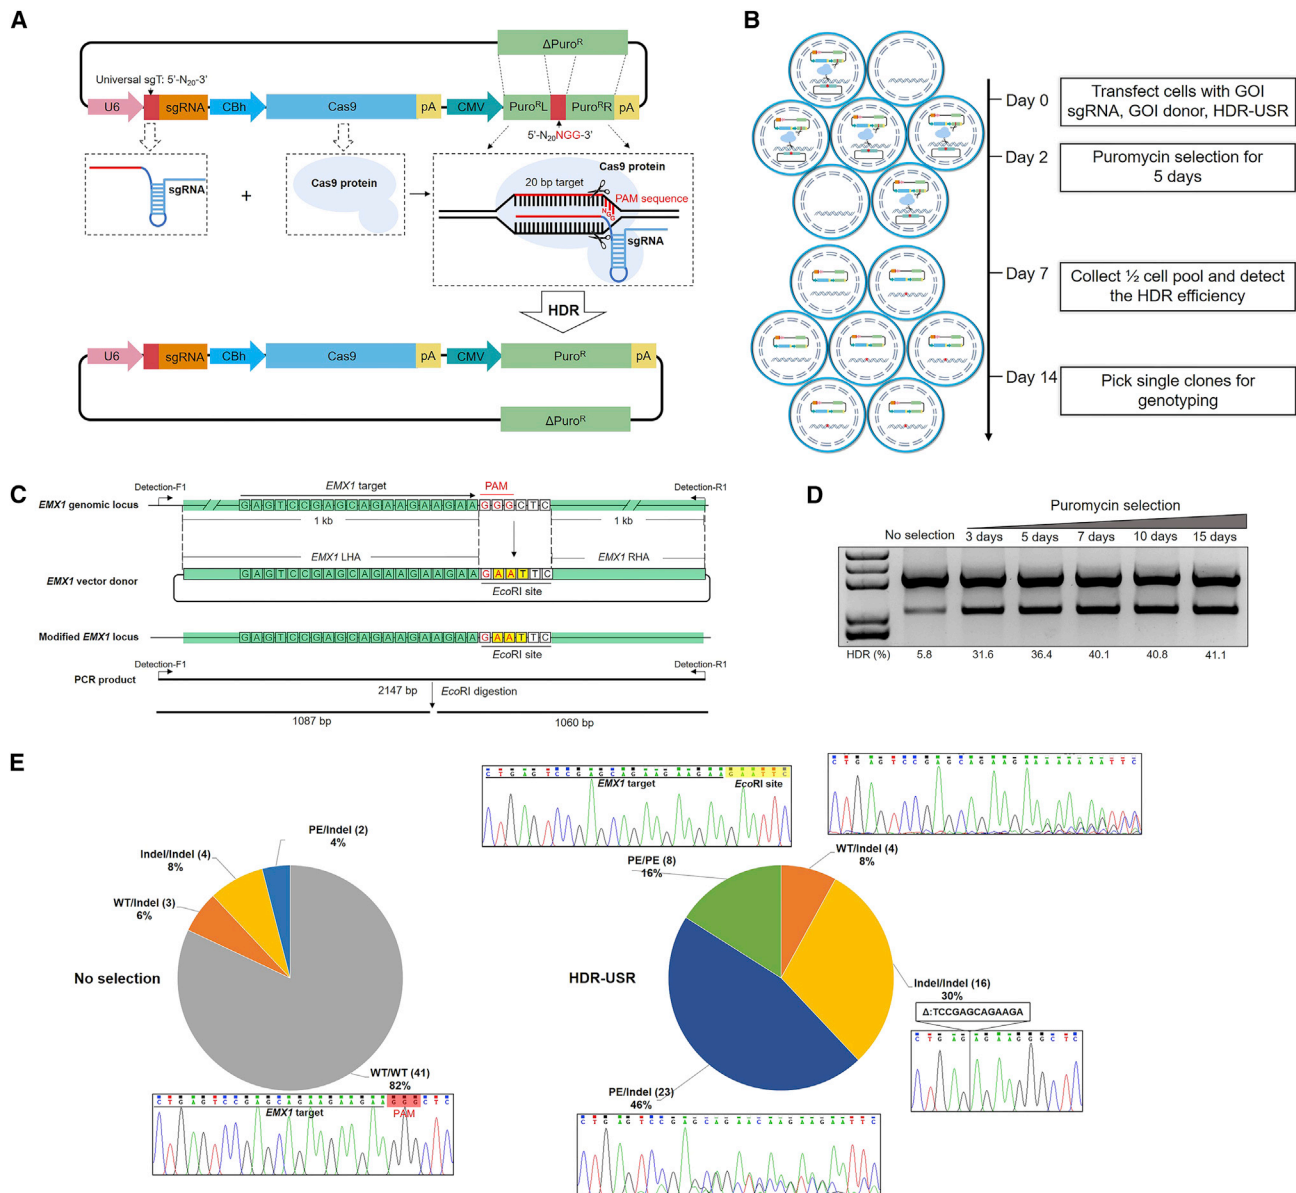 A
ΔPuroR
Universal sgT: 5'-N20-3'
U6
sgRNA
CBh
Cas9
pA
CMV
PuroRL
PuroRR
pA
5'-N20NGG-3'
sgRNA
+
Cas9 protein
Cas9 protein
20 bp target
PAM sequence
NGG
sgRNA
HDR
U6
sgRNA
CBh
Cas9
pA
CMV
PuroR
pA
ΔPuroR
B
Day 0
Transfect cells with GOI
sgRNA, GOI donor, HDR-USR
Day 2
Puromycin selection for
5 days
Day 7
Collect ½ cell pool and detect
the HDR efficiency
Day 14
Pick single clones for
genotyping
C
Detection-F1
EMX1 target
PAM
Detection-R1
EMX1 genomic locus
GAGTCCGAGCAGAAGAAGAAGGGCTC
1 kb
1 kb
EMX1 LHA
EMX1 RHA
EMX1 vector donor
GAGTCCGAGCAGAAGAAGAAGAATTC
EcoRI site
Modified EMX1 locus
GAGTCCGAGCAGAAGAAGAAGAATTC
EcoRI site
Detection-F1
Detection-R1
PCR product
2147 bp
EcoRI digestion
1087 bp
1060 bp
D
Puromycin selection
No selection
3 days
5 days
7 days
10 days
15 days
HDR (%)
5.8
31.6
36.4
40.1
40.8
41.1
E
No selection
PE/Indel (2)
4%
Indel/Indel (4)
8%
WT/Indel (3)
6%
WT/WT (41)
82%
CTGAGTCCGAGCAGAAGAAGAAGGGCTC
EMX1 target
PAM
HDR-USR
CTGAGTCCGAGCAGAAGAAGAAGAATTC
EMX1 target
EcoRI site
PE/PE (8)
16%
CTGAGTCCGAGCAGAAGAAAAAAATTC
WT/Indel (4)
8%
Indel/Indel (16)
30%
Δ:TCCGAGCAGAAGA
CTGAGAGAAGGGCTC
PE/Indel (23)
46%
CTGAGTCCGAGCAGAACAAGAAGAATTC